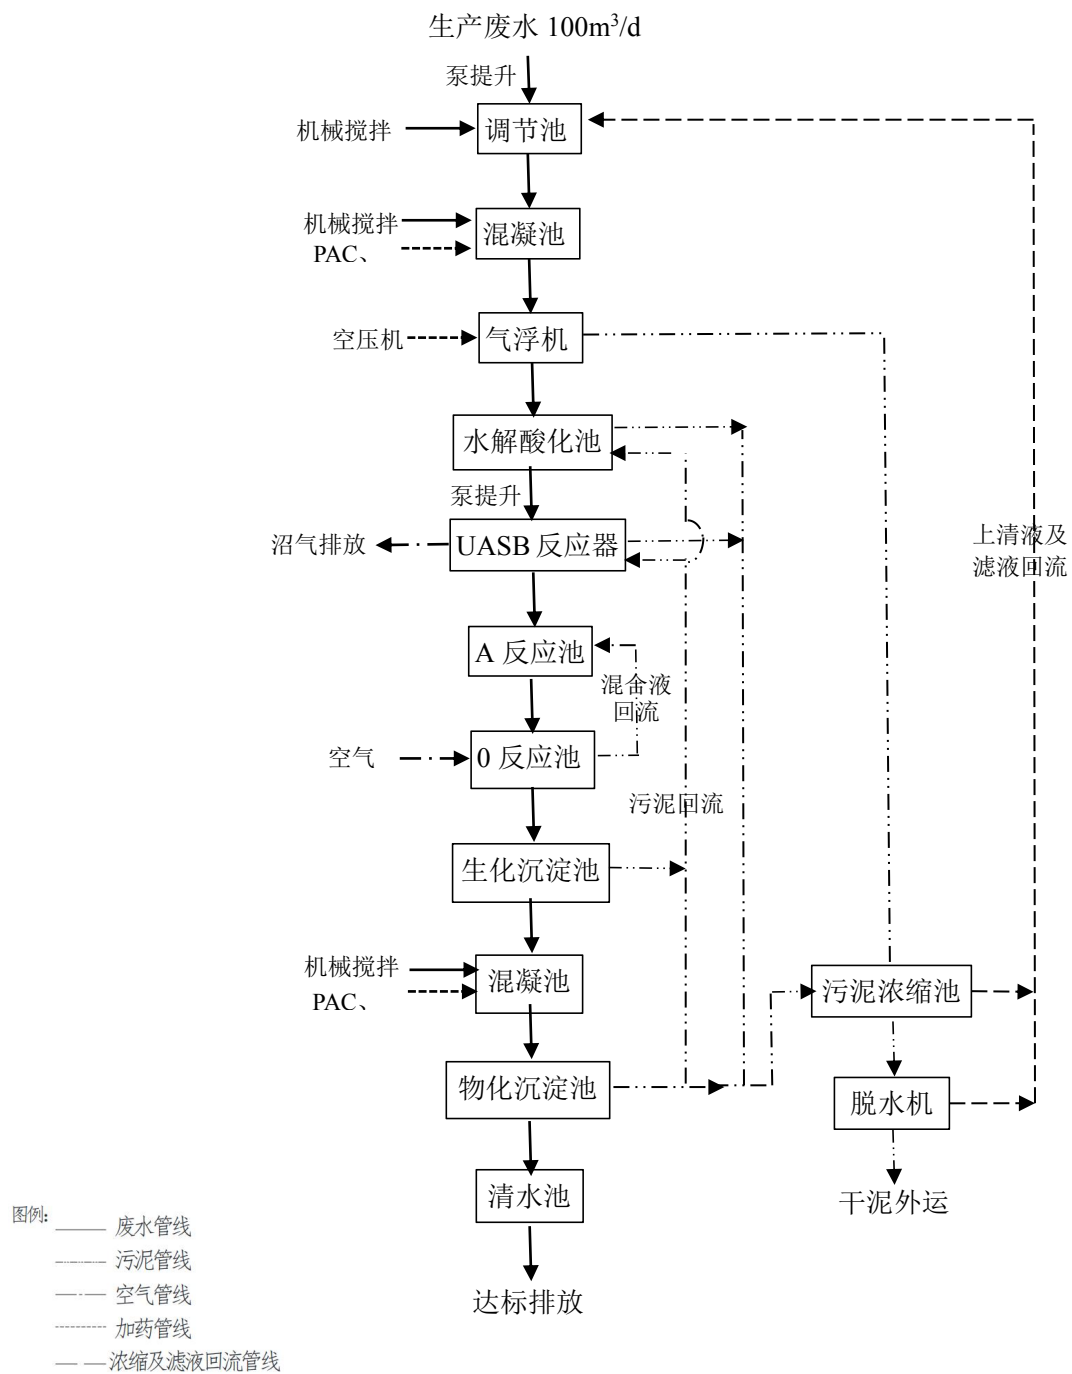 生产废水 100m³/d
泵提升
机械搅拌
调节池
机械搅拌
PAC、
混凝池
空压机
气浮机
水解酸化池
泵提升
沼气排放
UASB 反应器
上清液及
滤液回流
A 反应池
混合液
回流
空气
0 反应池
污泥回流
生化沉淀池
机械搅拌
PAC、
混凝池
污泥浓缩池
物化沉淀池
脱水机
清水池
干泥外运
达标排放
图例:
废水管线
污泥管线
空气管线
加药管线
浓缩及滤液回流管线